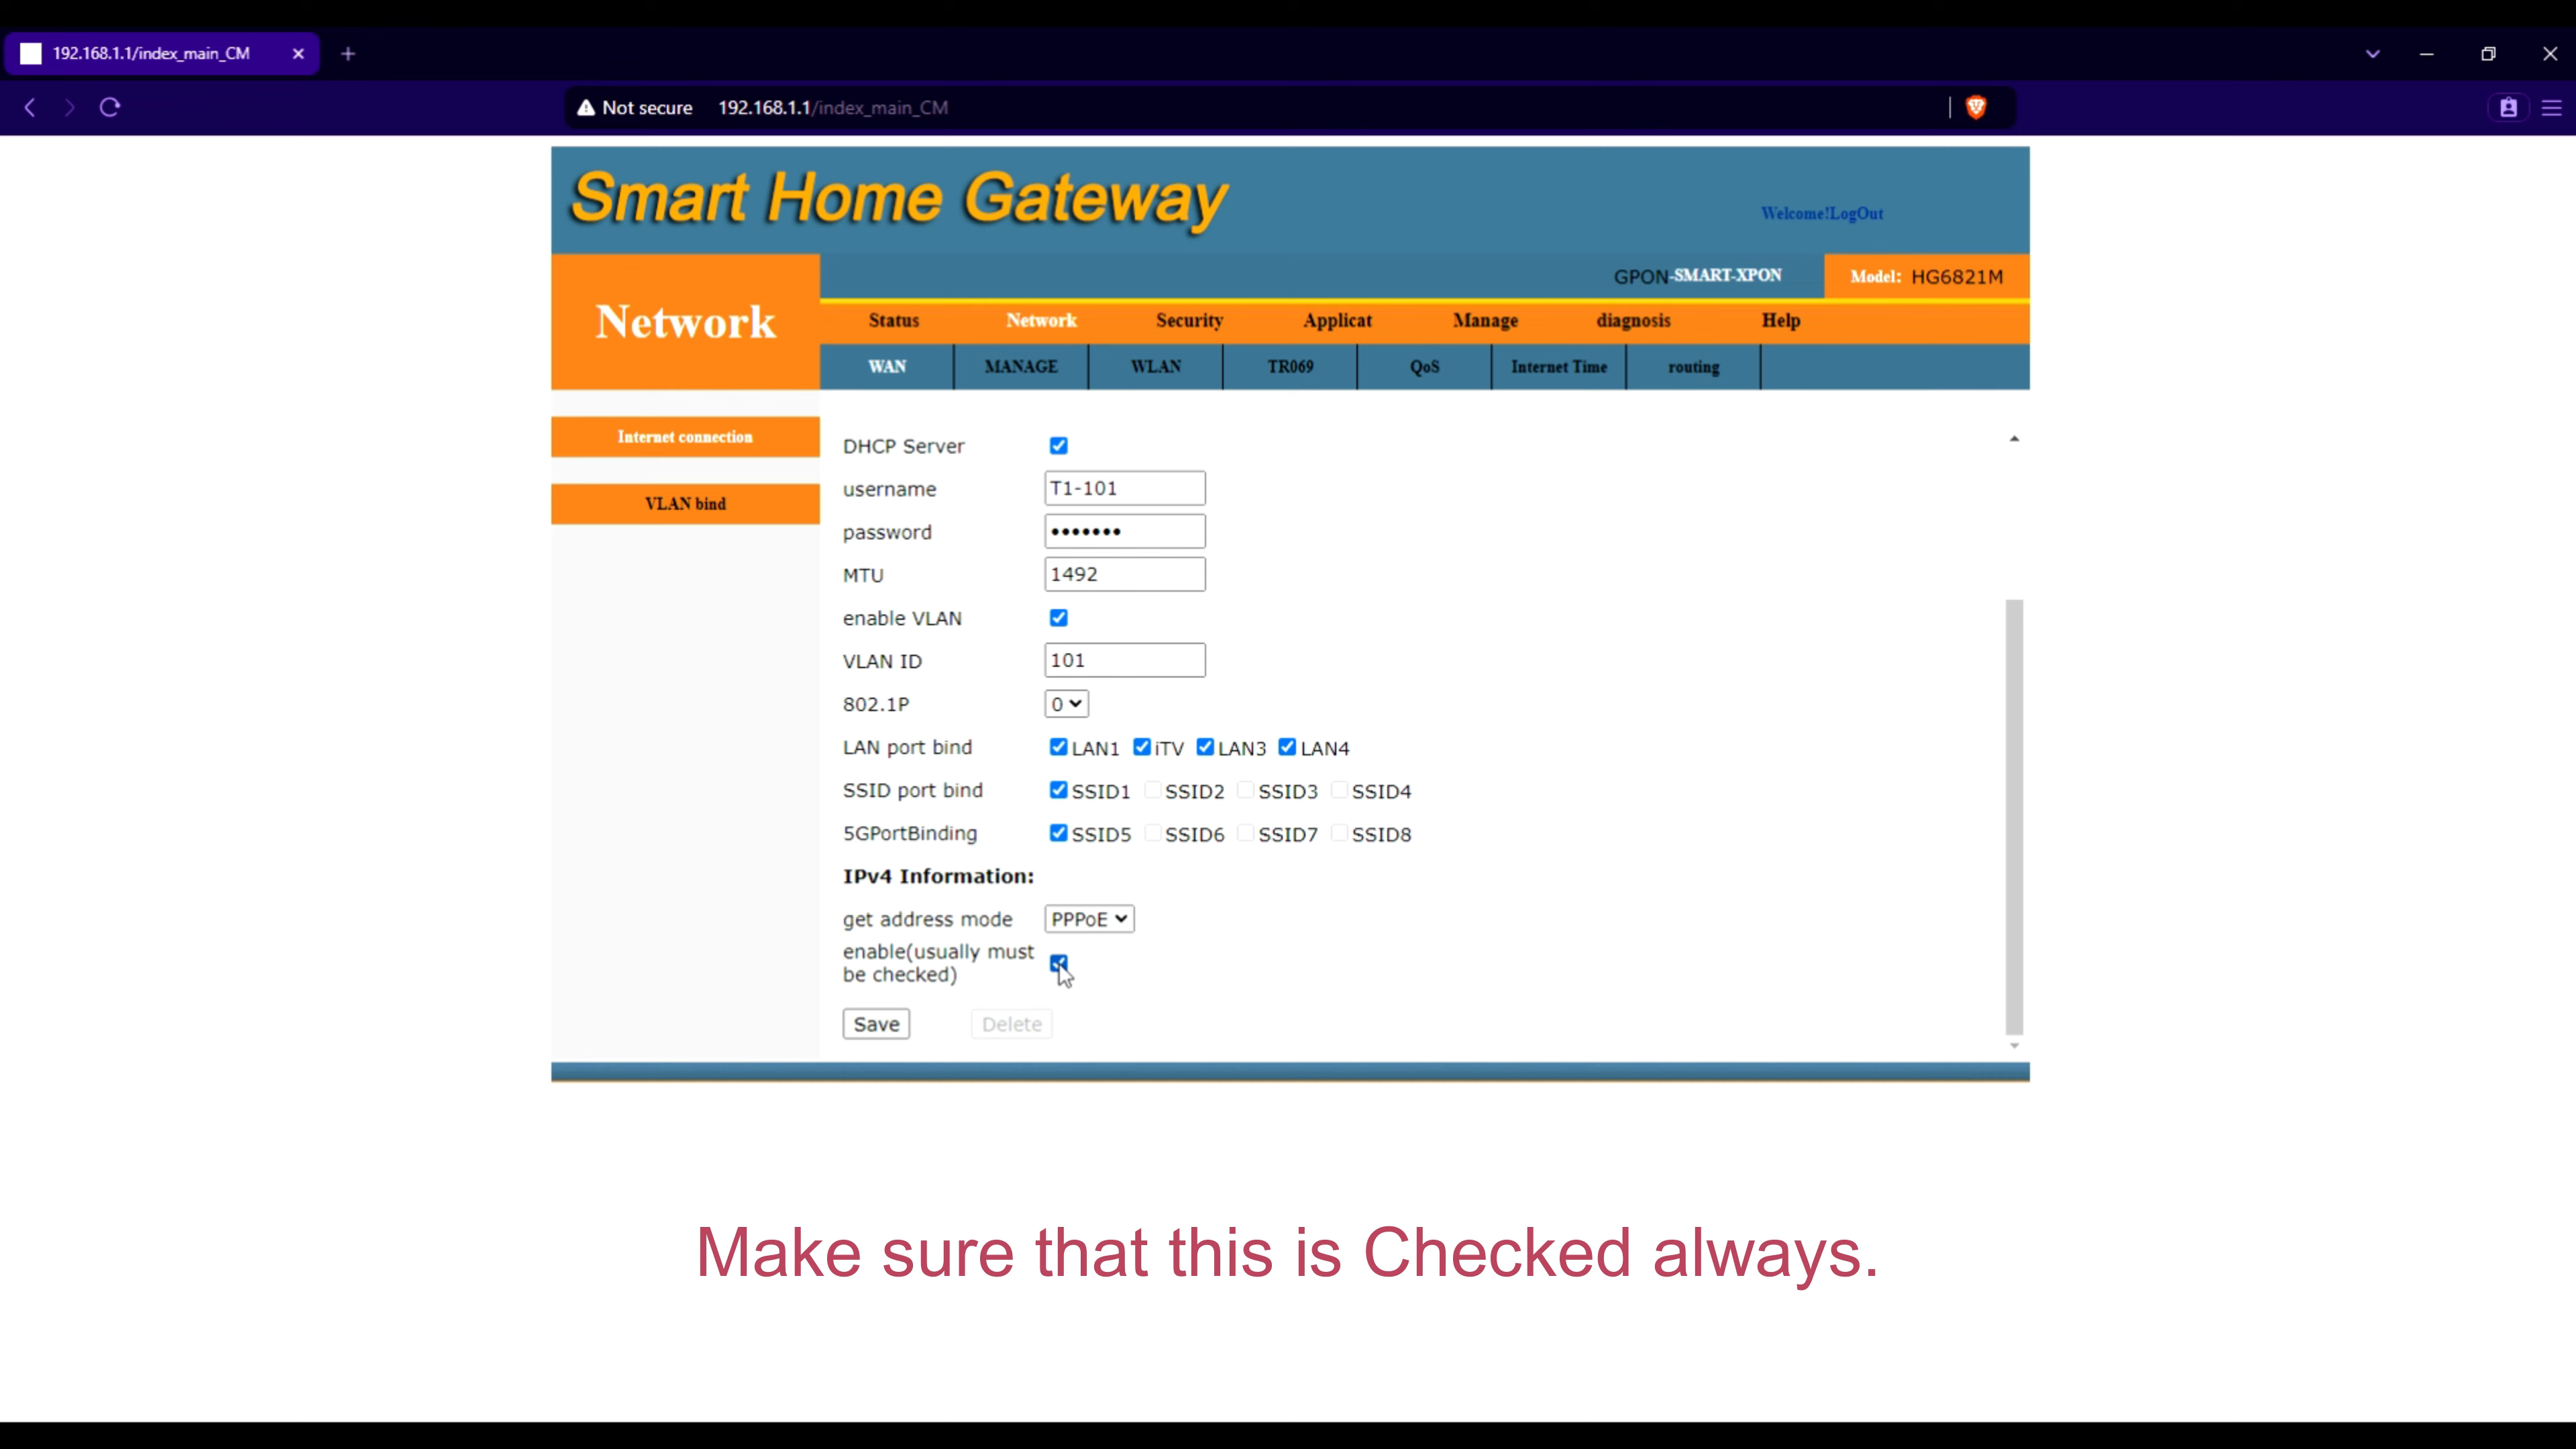 192.168.1.1/index_main_CM
Not secure 192.168.1.1/index_main_CM
Smart Home Gateway
Welcome!LogOut
GPON-SMART-XPON Model: HG6821M
Network
Status Network Security Applicat Manage diagnosis Help
WAN MANAGE WLAN TR069 QoS Internet Time routing
Internet connection
VLAN bind
DHCP Server
username T1-101
password •••••••
MTU 1492
enable VLAN
VLAN ID 101
802.1P 0
LAN port bind LAN1 iTV LAN3 LAN4
SSID port bind SSID1 SSID2 SSID3 SSID4
5GPortBinding SSID5 SSID6 SSID7 SSID8
IPv4 Information:
get address mode PPPoE
enable(usually must
be checked)
Save Delete
Make sure that this is Checked always.